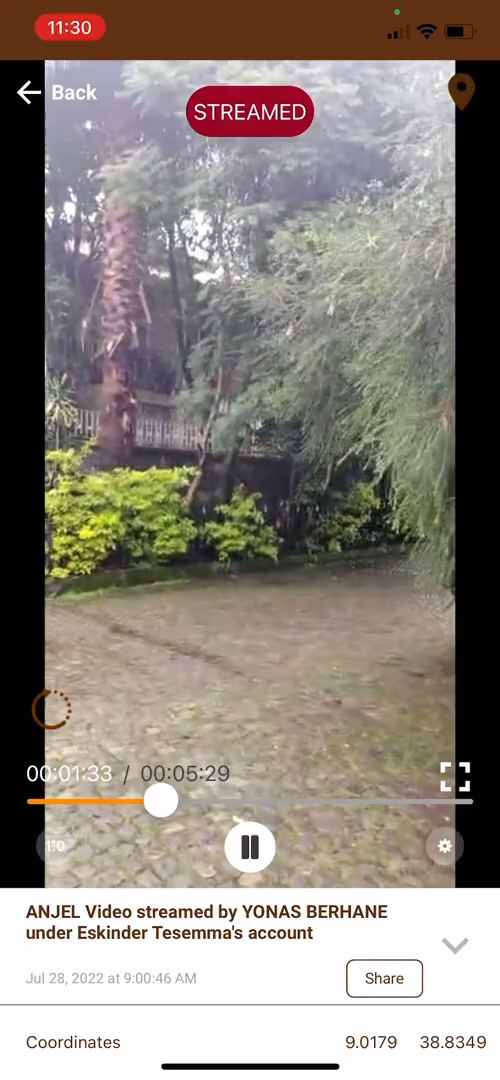 11:30
Back
STREAMED
00:01:33 / 00:05:29
1.0
ANJEL Video streamed by YONAS BERHANE
under Eskinder Tesemma's account
Jul 28, 2022 at 9:00:46 AM
Share
Coordinates 9.0179 38.8349